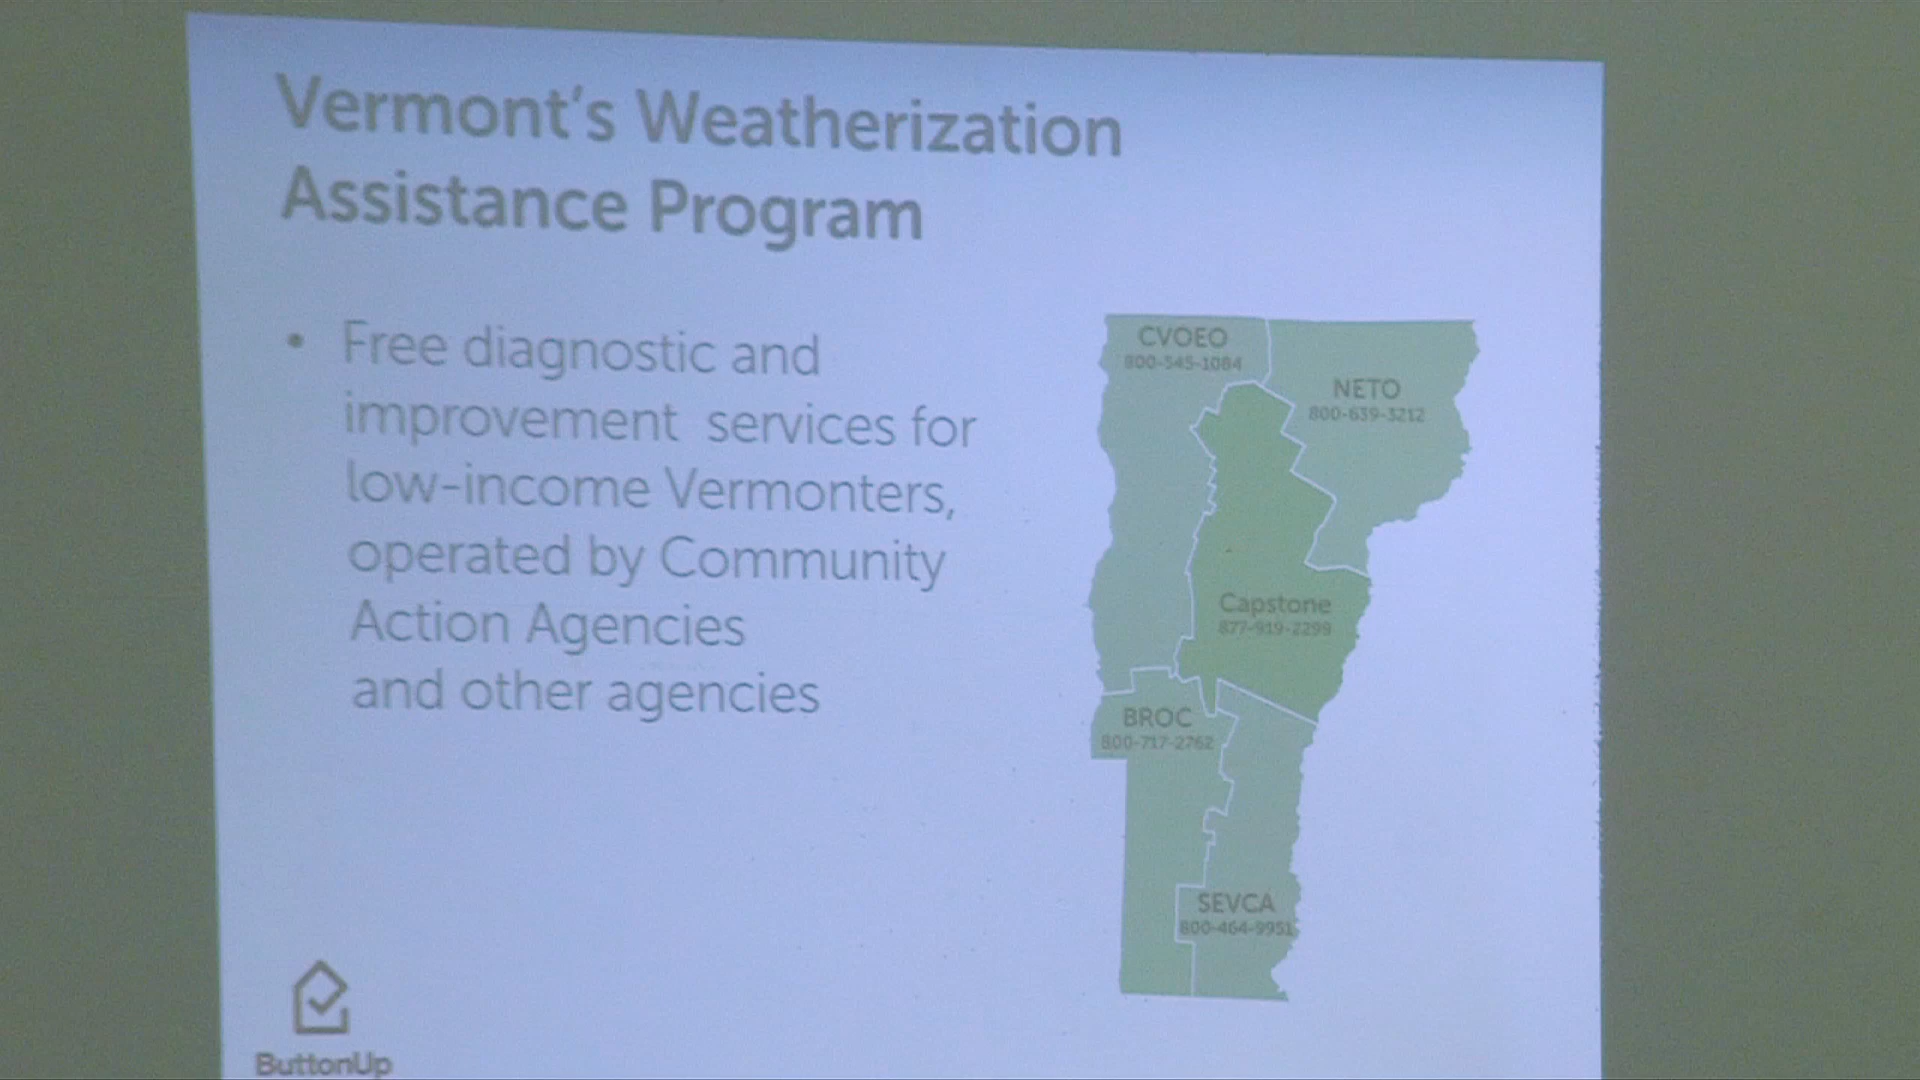 Vermont's Weatherization
Assistance Program
• Free diagnostic and
improvement services for
low-income Vermonters,
operated by Community
Action Agencies
and other agencies
CVOEO
800-545-1084
NETO
800-639-3212
Capstone
877-919-2299
BROC
800-717-2762
SEVCA
800-464-9951
ButtonUp